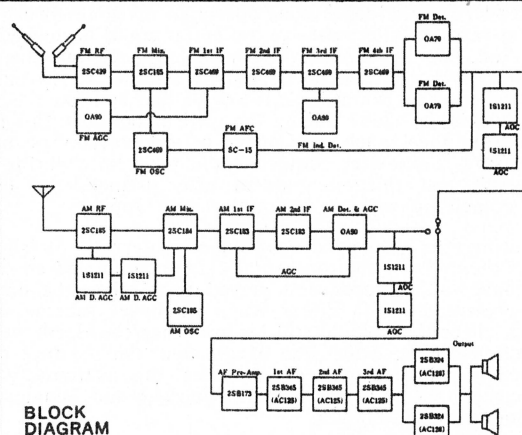 FM RF
FM Mix.
FM 1st IF
FM 2nd IF
FM 3rd IF
FM 4th IF
FM Det.
2SC429
2SC185
2SC469
2SC469
2SC469
2SC469
OA79
FM Det.
OA79
OA90
FM AGC
2SC469
FM OSC
FM AFC
SC-15
OA90
FM Ind. Det.
1S1211
1S1211
AOC
AM RF
AM Mix.
AM 1st IF
AM 2nd IF
AM Det. & AGC
2SC185
2SC184
2SC183
2SC183
OA90
1S1211
AM D. AGC
1S1211
AM D. AGC
2SC185
AM OSC
AGC
1S1211
AOC
1S1211
AOC
Output
AF Pre-Amp.
1st AF
2nd AF
3rd AF
2SB173
2SB345
(AC125)
2SB345
(AC125)
2SB345
(AC125)
2SB324
(AC128)
2SB324
(AC128)
BLOCK
DIAGRAM